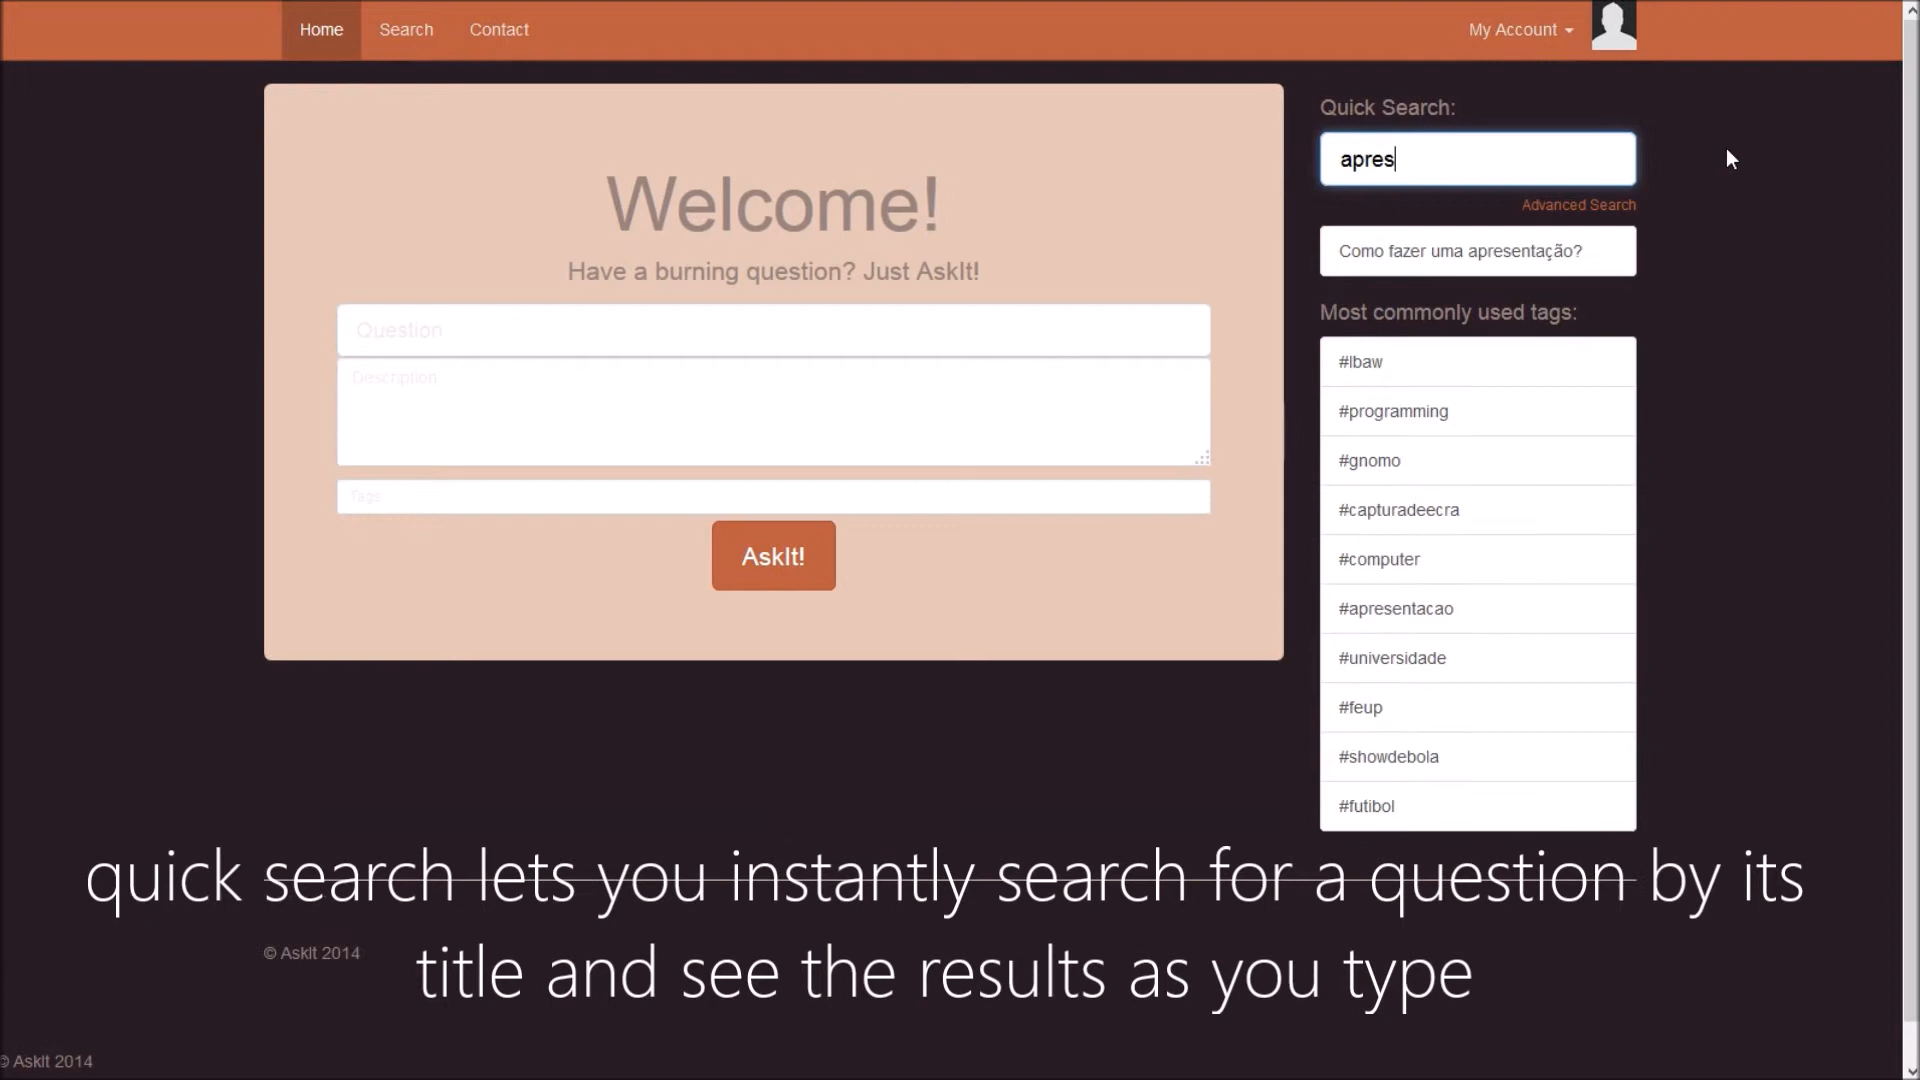 Home Search Contact My Account
Quick Search:
apres
Advanced Search
Como fazer uma apresentação?
Welcome!
Have a burning question? Just AskIt!
Question
Description
Tags
AskIt!
Most commonly used tags:
#lbaw
#programming
#gnomo
#capturadeecra
#computer
#apresentacao
#universidade
#feup
#showdebola
#futibol
quick search lets you instantly search for a question by its
title and see the results as you type
© AskIt 2014
© AskIt 2014